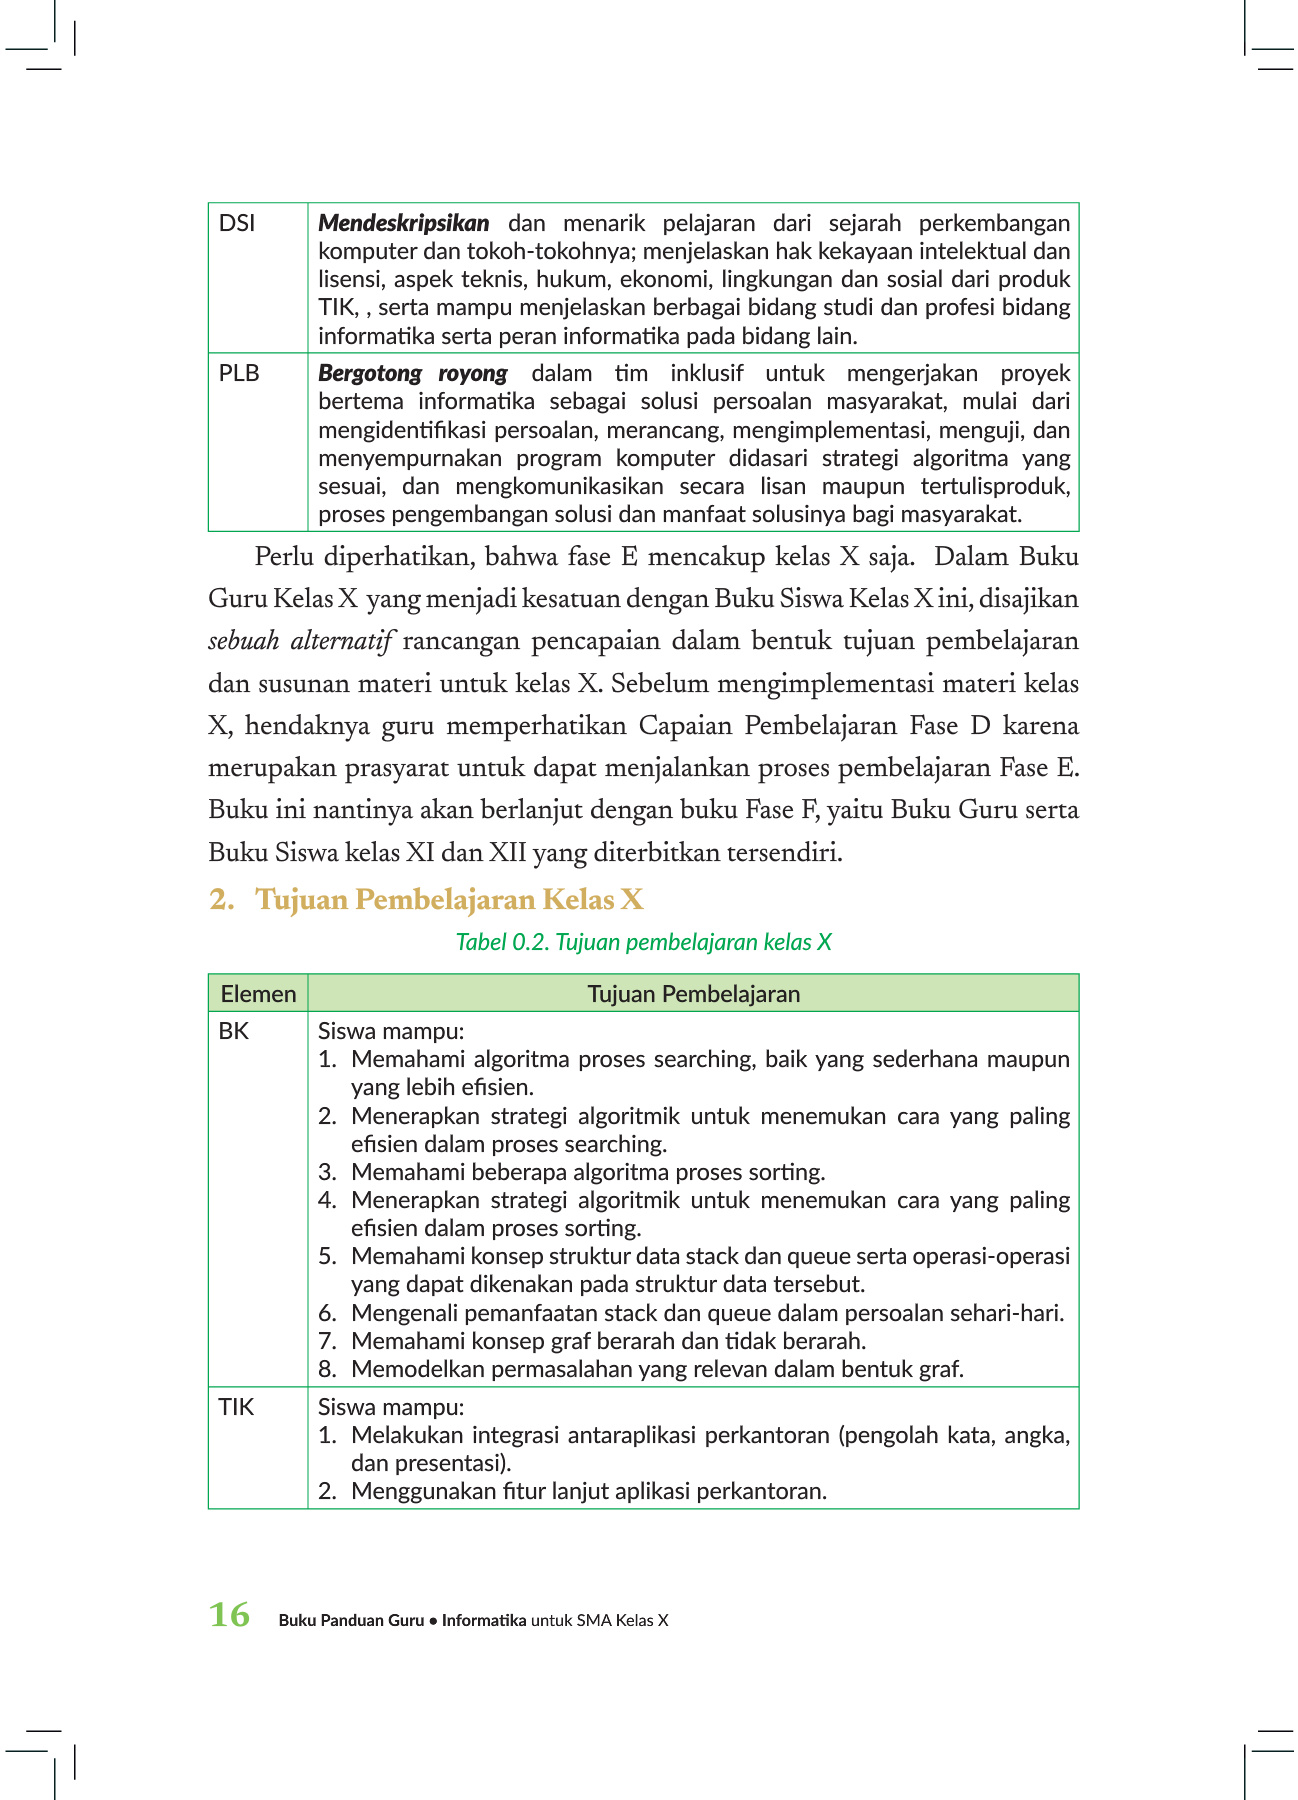 DSI
Mendeskripsikan dan menarik pelajaran dari sejarah perkembangan
komputer dan tokoh-tokohnya; menjelaskan hak kekayaan intelektual dan
lisensi, aspek teknis, hukum, ekonomi, lingkungan dan sosial dari produk
TIK, , serta mampu menjelaskan berbagai bidang studi dan profesi bidang
informatika serta peran informatika pada bidang lain.
PLB
Bergotong royong dalam tim inklusif untuk mengerjakan proyek
bertema informatika sebagai solusi persoalan masyarakat, mulai dari
mengidentifikasi persoalan, merancang, mengimplementasi, menguji, dan
menyempurnakan program komputer didasari strategi algoritma yang
sesuai, dan mengkomunikasikan secara lisan maupun tertulisproduk,
proses pengembangan solusi dan manfaat solusinya bagi masyarakat.
Perlu diperhatikan, bahwa fase E mencakup kelas X saja. Dalam Buku
Guru Kelas X yang menjadi kesatuan dengan Buku Siswa Kelas X ini, disajikan
sebuah alternatif rancangan pencapaian dalam bentuk tujuan pembelajaran
dan susunan materi untuk kelas X. Sebelum mengimplementasi materi kelas
X, hendaknya guru memperhatikan Capaian Pembelajaran Fase D karena
merupakan prasyarat untuk dapat menjalankan proses pembelajaran Fase E.
Buku ini nantinya akan berlanjut dengan buku Fase F, yaitu Buku Guru serta
Buku Siswa kelas XI dan XII yang diterbitkan tersendiri.
2. Tujuan Pembelajaran Kelas X
Tabel 0.2. Tujuan pembelajaran kelas X
Elemen Tujuan Pembelajaran
BK
Siswa mampu:
1. Memahami algoritma proses searching, baik yang sederhana maupun
yang lebih efisien.
2. Menerapkan strategi algoritmik untuk menemukan cara yang paling
efisien dalam proses searching.
3. Memahami beberapa algoritma proses sorting.
4. Menerapkan strategi algoritmik untuk menemukan cara yang paling
efisien dalam proses sorting.
5. Memahami konsep struktur data stack dan queue serta operasi-operasi
yang dapat dikenakan pada struktur data tersebut.
6. Mengenali pemanfaatan stack dan queue dalam persoalan sehari-hari.
7. Memahami konsep graf berarah dan tidak berarah.
8. Memodelkan permasalahan yang relevan dalam bentuk graf.
TIK
Siswa mampu:
1. Melakukan integrasi antaraplikasi perkantoran (pengolah kata, angka,
dan presentasi).
2. Menggunakan fitur lanjut aplikasi perkantoran.
16 Buku Panduan Guru • Informatika untuk SMA Kelas X